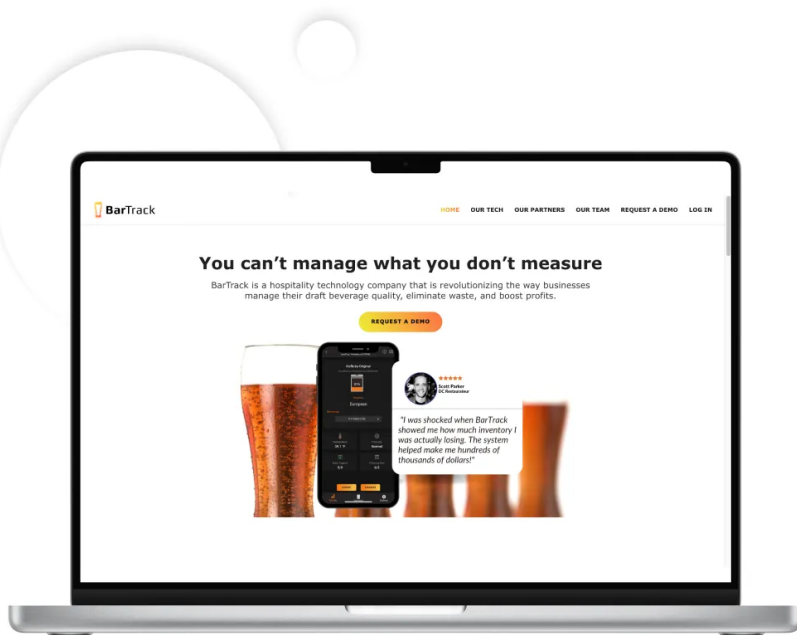 BarTrack
HOME OUR TECH OUR PARTNERS OUR TEAM REQUEST A DEMO LOG IN
You can't manage what you don't measure
BarTrack is a hospitality technology company that is revolutionizing the way businesses
manage their draft beverage quality, eliminate waste, and boost profits.
REQUEST A DEMO
Scott Parker
DC Restaurateur
"I was shocked when BarTrack
showed me how much inventory I
was actually losing. The system
helped make me hundreds of
thousands of dollars!"
European